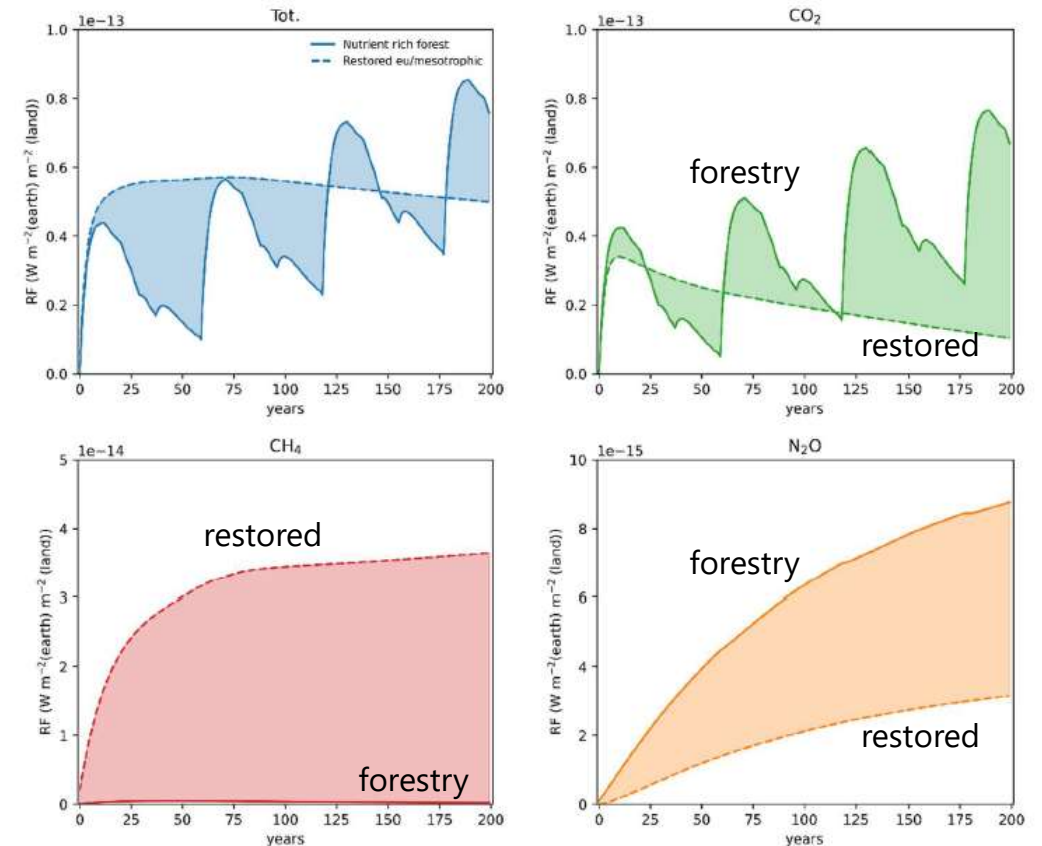 Tot.
1e−13
RF (W m⁻²(earth) m⁻² (land))
1.0
0.8
0.6
0.4
0.2
0.0
Nutrient rich forest
Restored eu/mesotrophic
0 25 50 75 100 125 150 175 200
years
CO₂
1e−13
RF (W m⁻²(earth) m⁻² (land))
1.0
0.8
0.6
0.4
0.2
0.0
forestry
restored
0 25 50 75 100 125 150 175 200
years
CH₄
1e−14
RF (W m⁻²(earth) m⁻² (land))
5
4
3
2
1
0
restored
forestry
0 25 50 75 100 125 150 175 200
years
N₂O
1e−15
RF (W m⁻²(earth) m⁻² (land))
10
8
6
4
2
0
forestry
restored
0 25 50 75 100 125 150 175 200
years